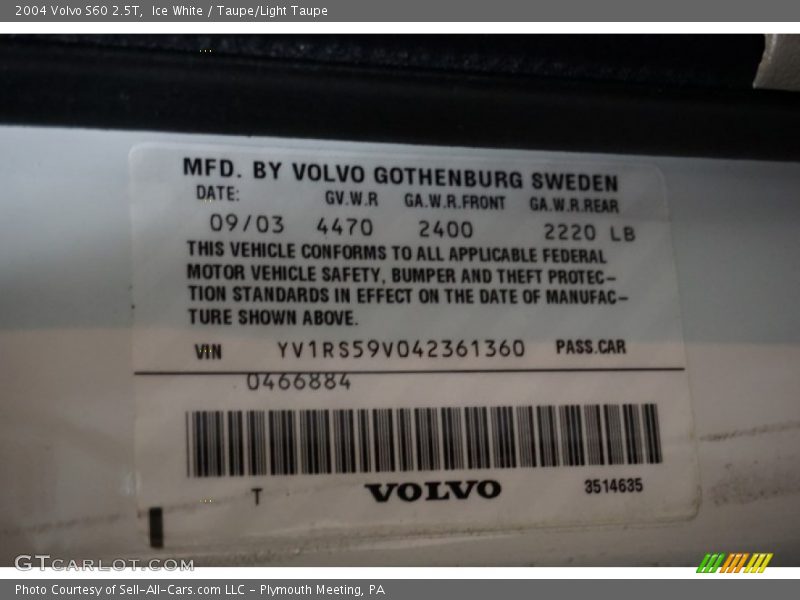 2004 Volvo S60 2.5T,  Ice White / Taupe/Light Taupe
MFD. BY VOLVO GOTHENBURG SWEDEN
DATE: GV.W.R GA.W.R.FRONT GA.W.R.REAR
09/03 4470 2400 2220 LB
THIS VEHICLE CONFORMS TO ALL APPLICABLE FEDERAL
MOTOR VEHICLE SAFETY, BUMPER AND THEFT PROTEC-
TION STANDARDS IN EFFECT ON THE DATE OF MANUFAC-
TURE SHOWN ABOVE.
VIN YV1RS59V042361360 PASS.CAR
0466884
T VOLVO 3514635
GTCARLOT.COM
Photo Courtesy of Sell-All-Cars.com LLC - Plymouth Meeting, PA